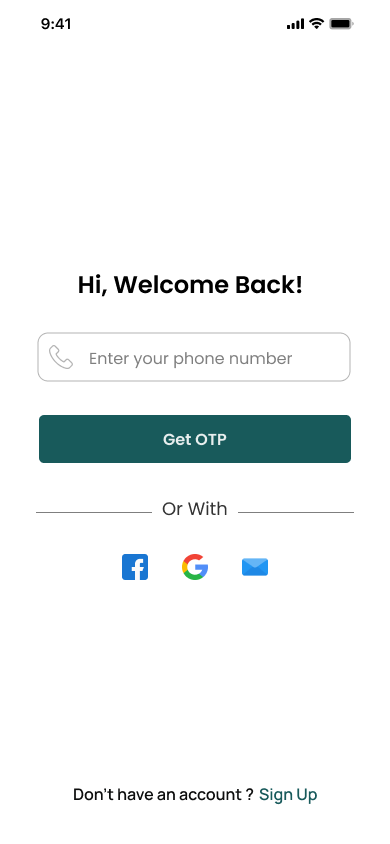 9:41
Hi, Welcome Back!
Enter your phone number
Get OTP
Or With
Don't have an account ? Sign Up